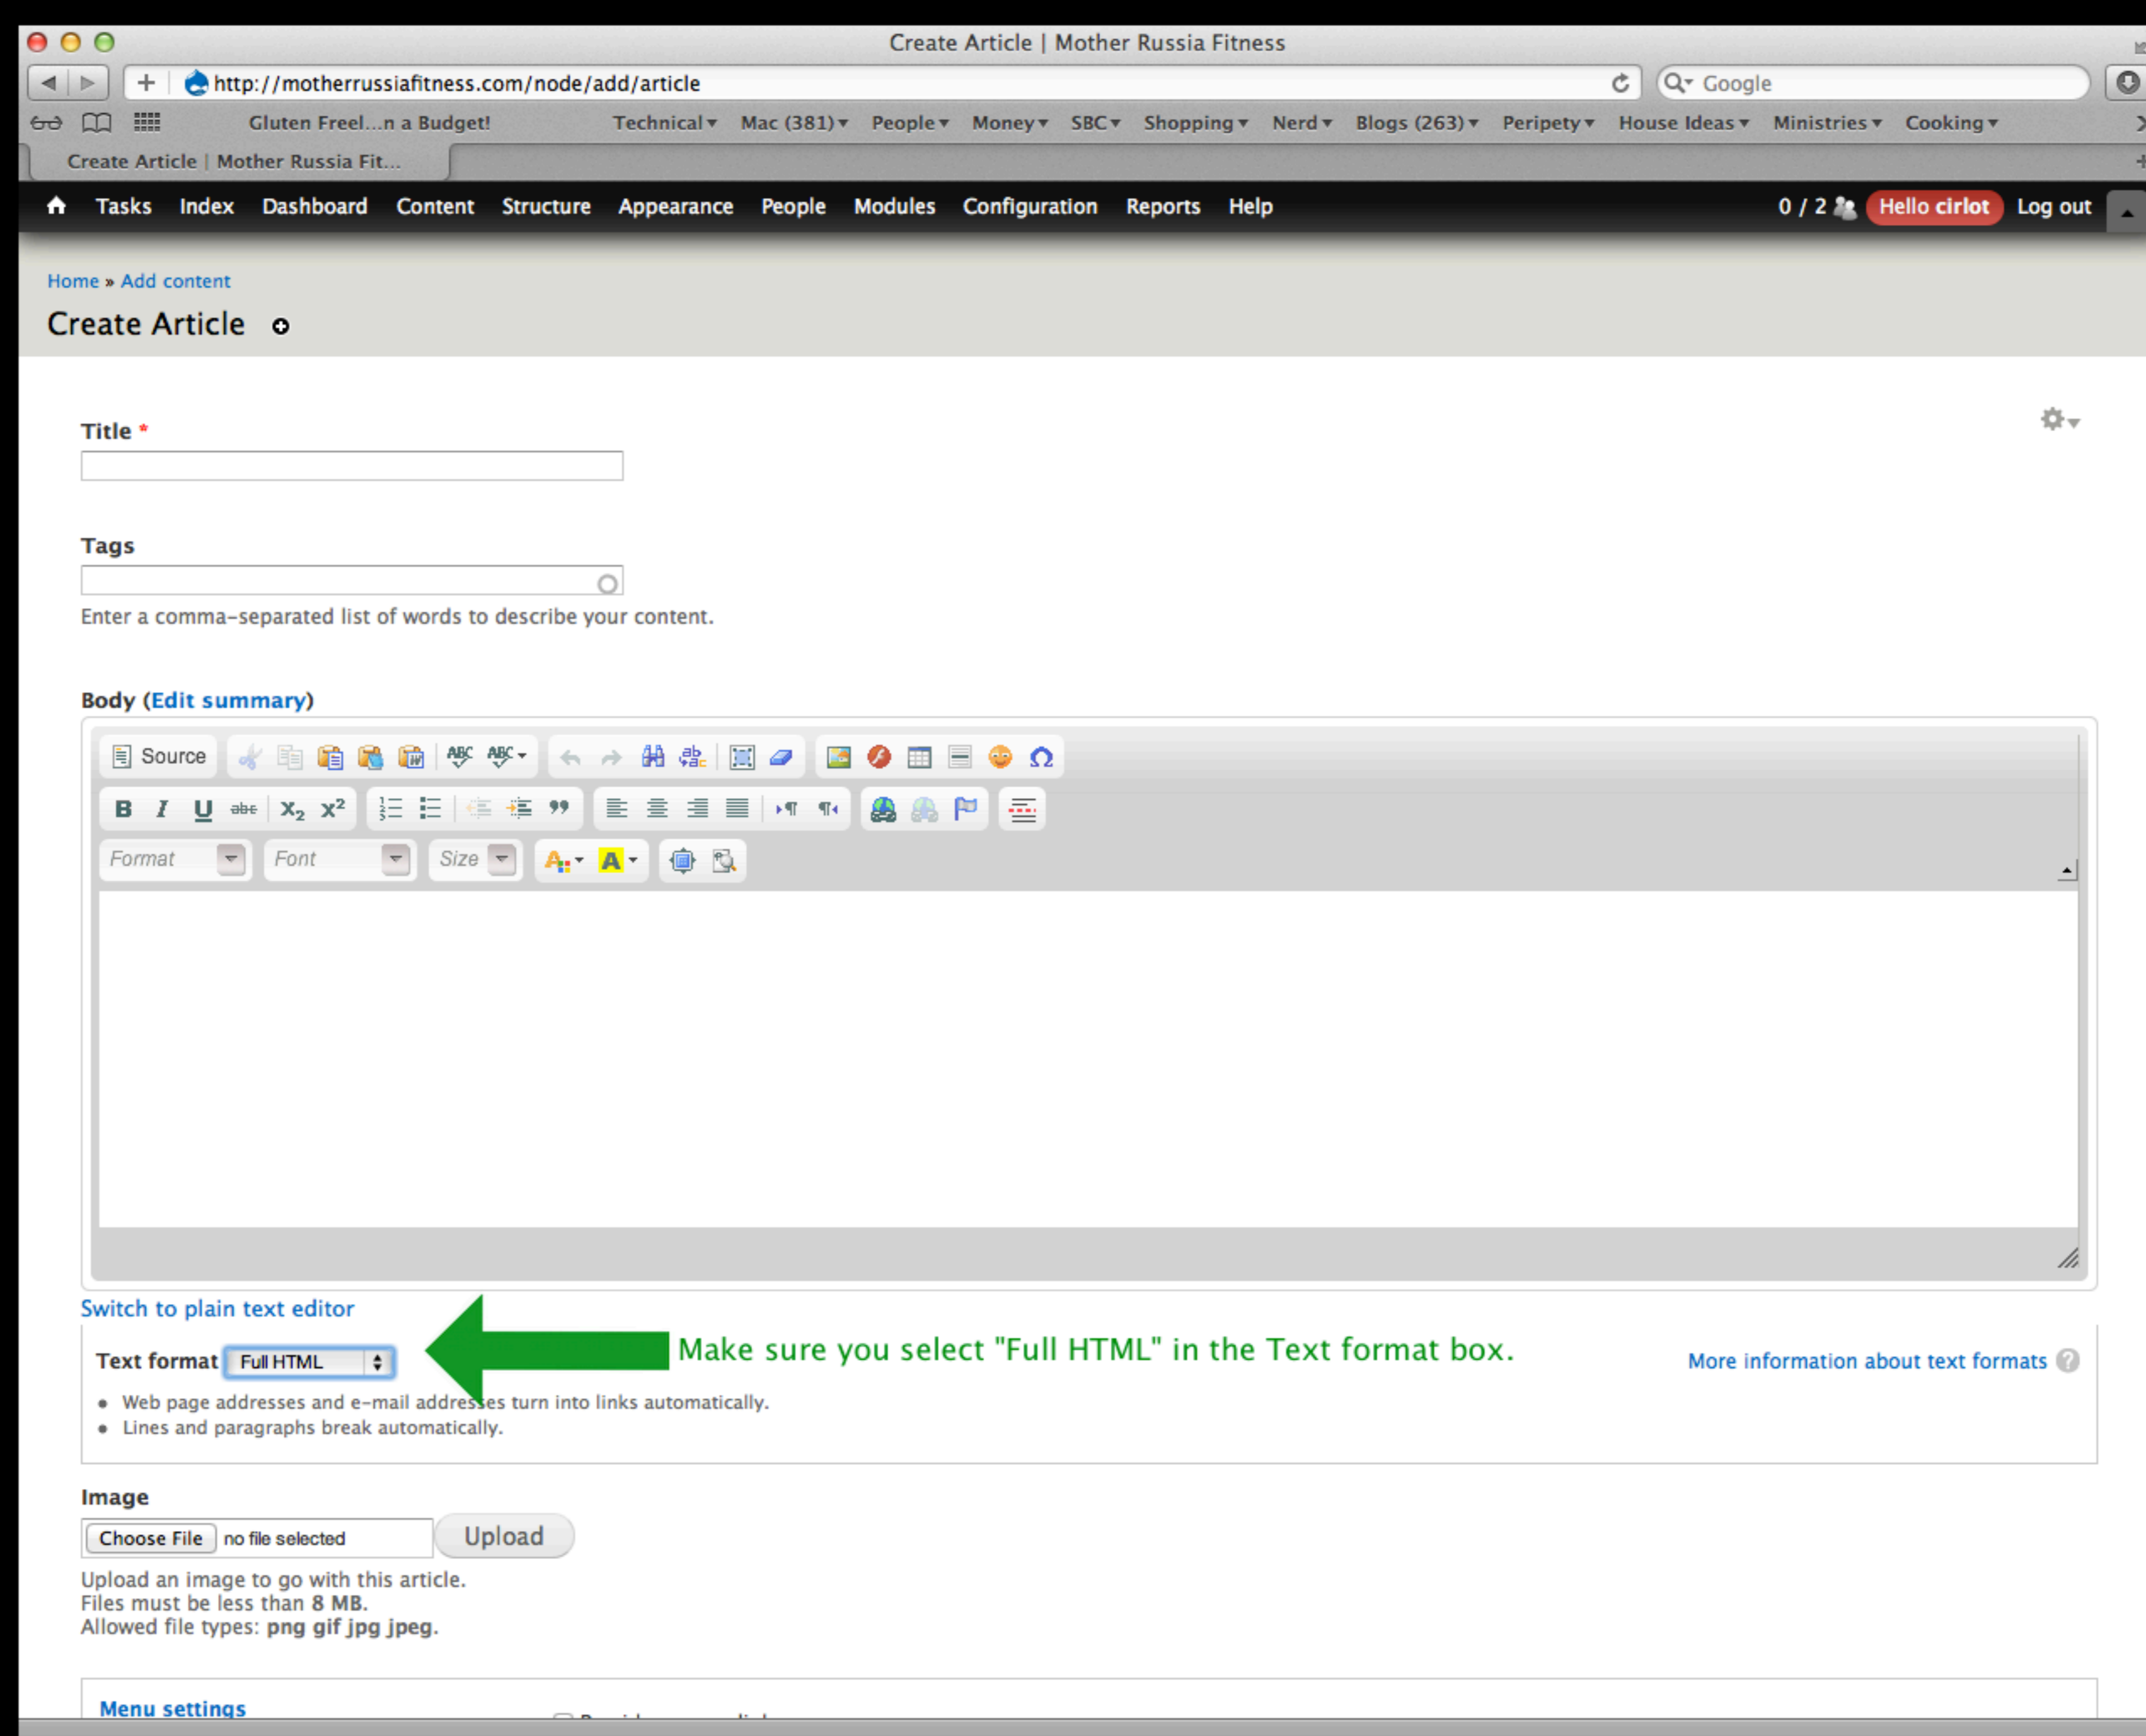 Create Article | Mother Russia Fitness
http://motherrussiafitness.com/node/add/article
Google
Gluten Freel...n a Budget! Technical Mac (381) People Money SBC Shopping Nerd Blogs (263) Peripety House Ideas Ministries Cooking
Create Article | Mother Russia Fit...
Tasks Index Dashboard Content Structure Appearance People Modules Configuration Reports Help 0 / 2 Hello cirlot Log out
Home » Add content
Create Article
Title *
Tags
Enter a comma-separated list of words to describe your content.
Body (Edit summary)
Source ABC ABC
B I U abc X₂ X²
Format Font Size A A
Switch to plain text editor
Make sure you select "Full HTML" in the Text format box.
Text format Full HTML
More information about text formats ?
• Web page addresses and e-mail addresses turn into links automatically.
• Lines and paragraphs break automatically.
Image
Choose File no file selected Upload
Upload an image to go with this article.
Files must be less than 8 MB.
Allowed file types: png gif jpg jpeg.
Menu settings